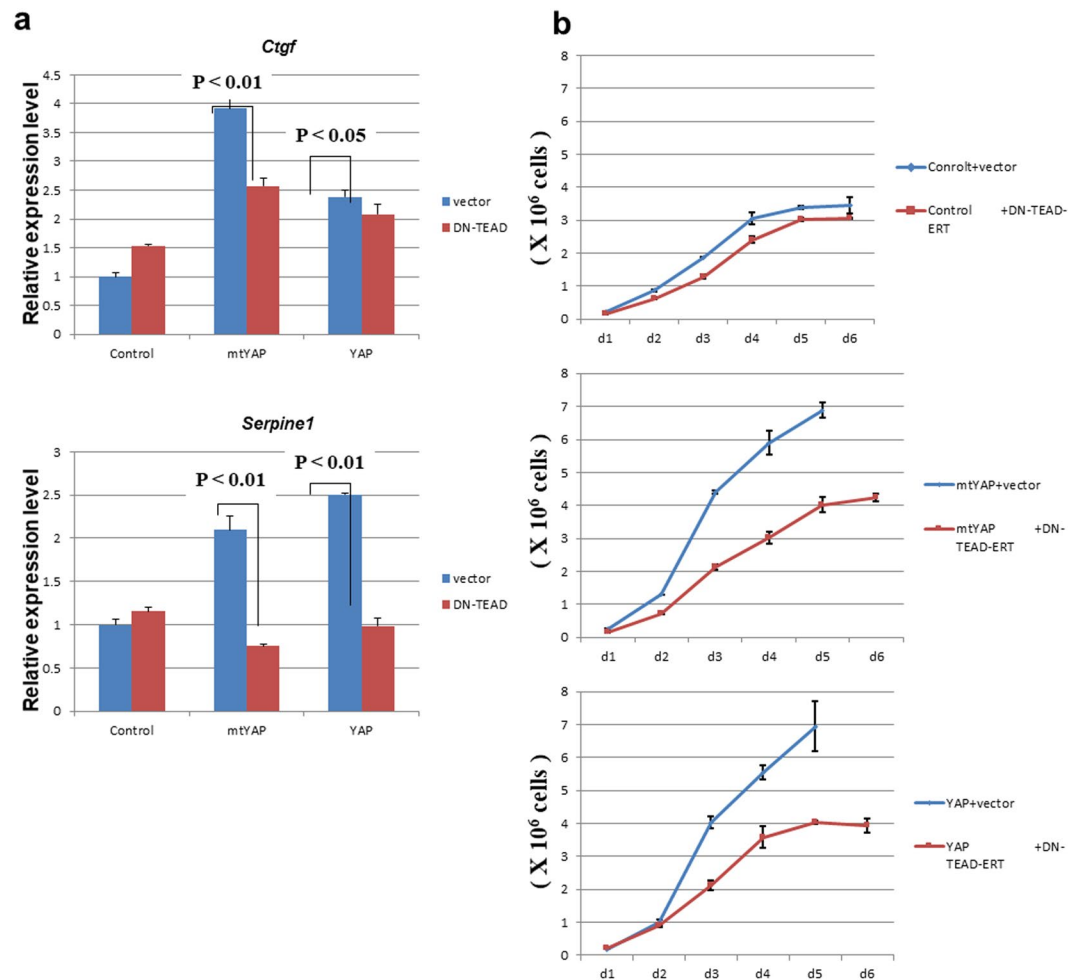 a
Ctgf
Relative expression level
4.5
4
3.5
3
2.5
2
1.5
1
0.5
0
P < 0.01
P < 0.05
Control
mtYAP
YAP
vector
DN-TEAD
Serpine1
Relative expression level
3
2.5
2
1.5
1
0.5
0
P < 0.01
P < 0.01
Control
mtYAP
YAP
vector
DN-TEAD
b
( X 10⁶ cells )
8
7
6
5
4
3
2
1
0
d1
d2
d3
d4
d5
d6
Conrolt+vector
Control +DN-TEAD-
ERT
( X 10⁶ cells )
8
7
6
5
4
3
2
1
0
d1
d2
d3
d4
d5
d6
mtYAP+vector
mtYAP +DN-
TEAD-ERT
( X 10⁶ cells )
8
7
6
5
4
3
2
1
0
d1
d2
d3
d4
d5
d6
YAP+vector
YAP +DN-
TEAD-ERT